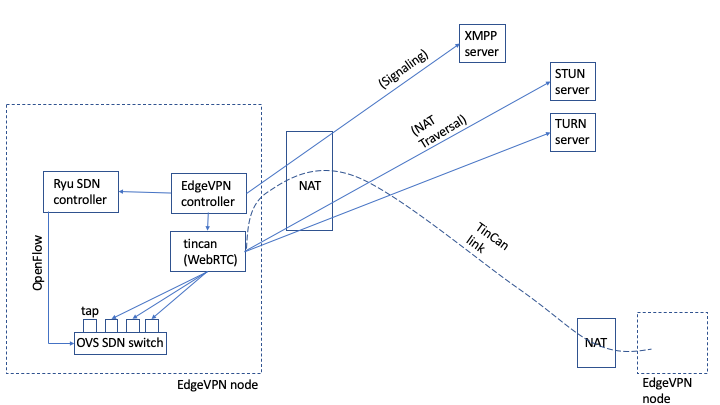 XMPP
server
(Signaling)
STUN
server
(NAT
Traversal)
TURN
server
NAT
Ryu SDN
controller
EdgeVPN
controller
tincan
(WebRTC)
TinCan
link
OpenFlow
tap
OVS SDN switch
NAT
EdgeVPN node
EdgeVPN
node